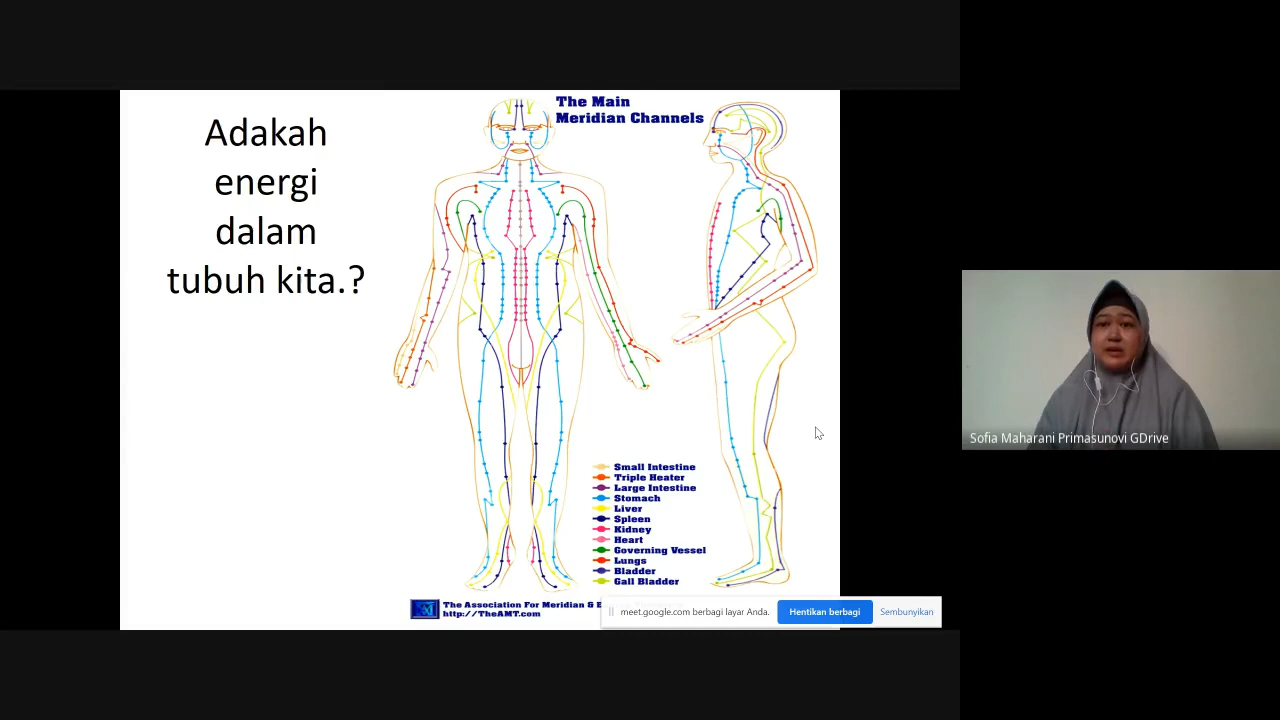 Adakah
energi
dalam
tubuh kita.?
The Main
Meridian Channels
Small Intestine
Triple Heater
Large Intestine
Stomach
Liver
Spleen
Kidney
Heart
Governing Vessel
Lungs
Bladder
Gall Bladder
The Association For Meridian & E
http://TheAMT.com
meet.google.com berbagi layar Anda.
Hentikan berbagi
Sembunyikan
Sofia Maharani Primasunovi GDrive